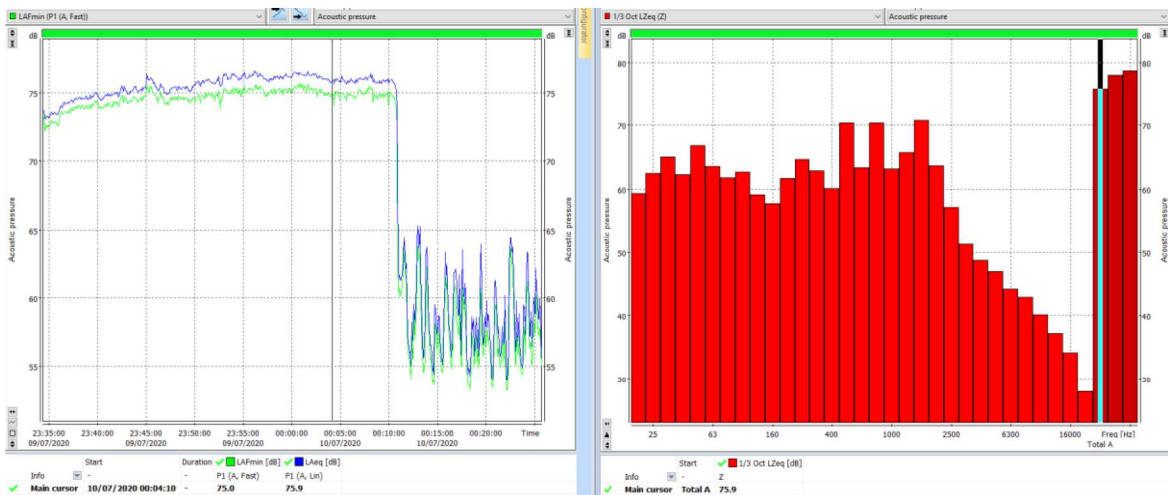 LAFmin (P1 (A, Fast))
Acoustic pressure
dB
dB
75
75
70
70
65
65
60
60
55
55
Acoustic pressure
Acoustic pressure
23:35:00 23:40:00 23:45:00 23:50:00 23:55:00 00:00:00 00:05:00 00:10:00 00:15:00 00:20:00 Time
09/07/2020 09/07/2020 09/07/2020 10/07/2020 10/07/2020
Start Duration LAFmin [dB] LAeq [dB]
Info - - P1 (A, Fast) P1 (A, Lin)
Main cursor 10/07/2020 00:04:10 - 75.0 75.9
onfigurator
1/3 Oct LZeq (Z)
Acoustic pressure
dB
dB
80
80
70
70
60
60
50
50
40
40
30
30
Acoustic pressure
Acoustic pressure
25 63 160 400 1000 2500 6300 16000 Freq [Hz]
Total A
Start 1/3 Oct LZeq [dB]
Info - Z
Main cursor Total A 75.9